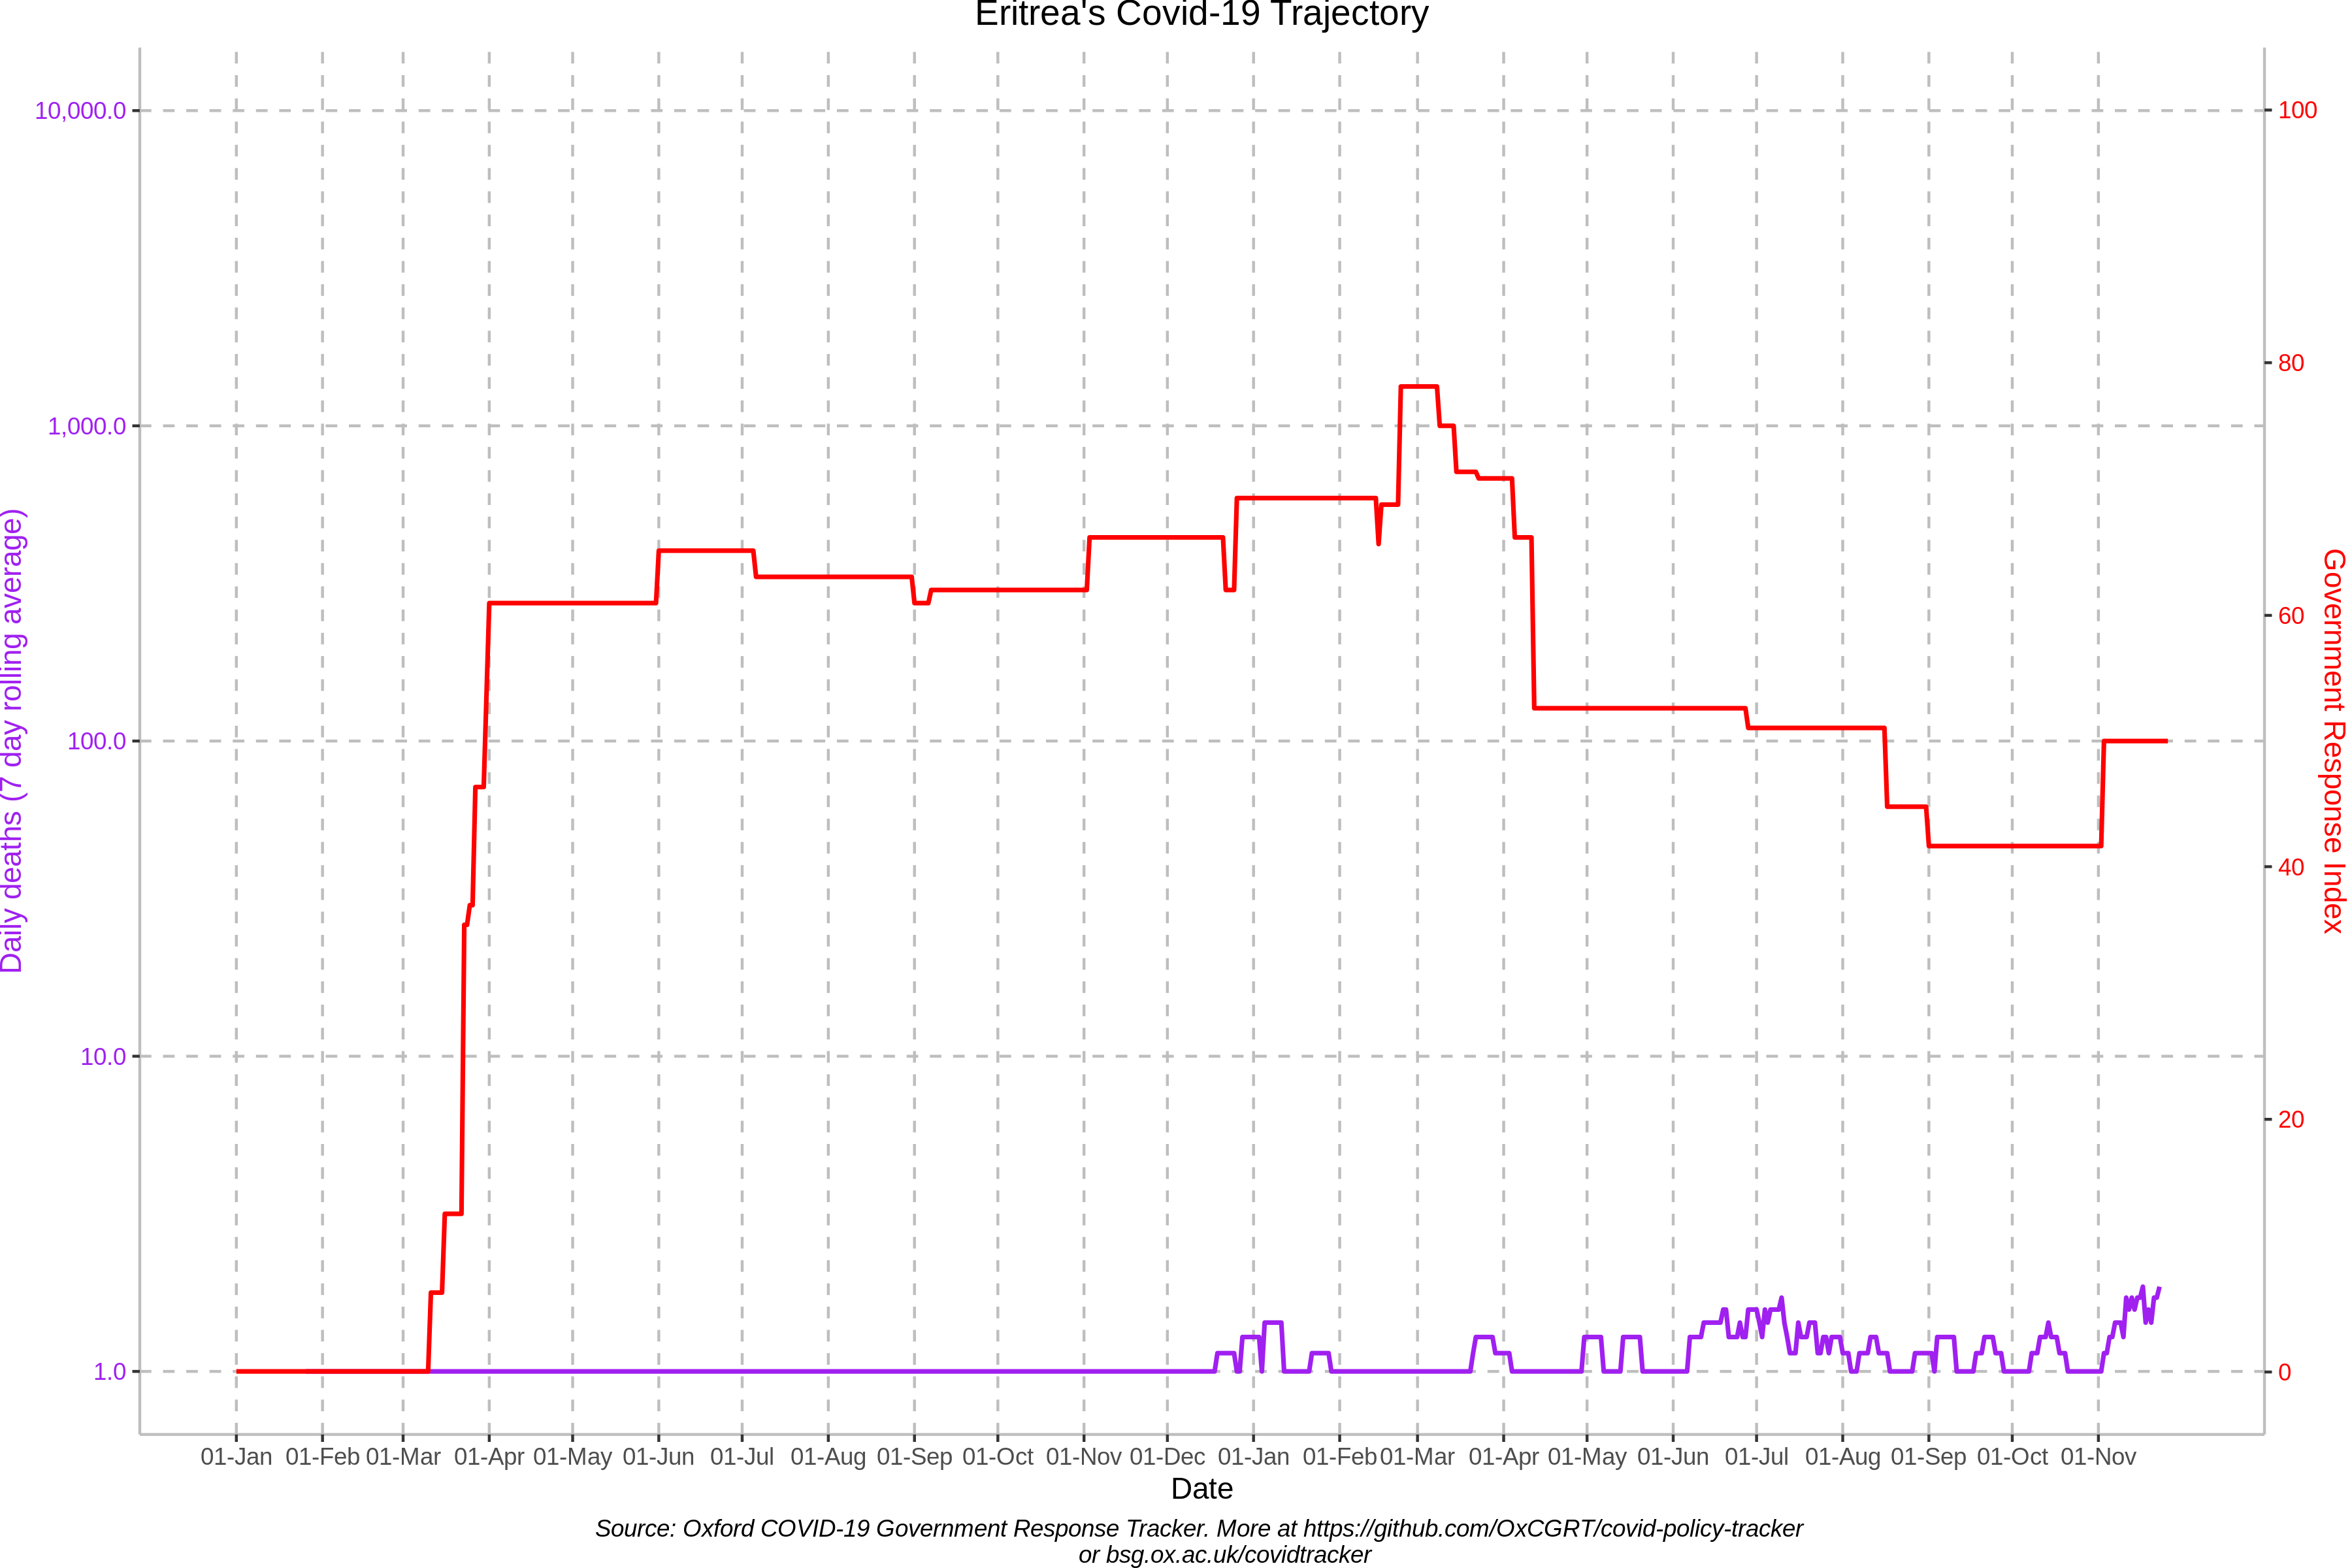 Eritrea's Covid-19 Trajectory
10,000.0
1,000.0
100.0
10.0
1.0
Daily deaths (7 day rolling average)
100
80
60
40
20
0
Government Response Index
01-Jan 01-Feb 01-Mar 01-Apr 01-May 01-Jun 01-Jul 01-Aug 01-Sep 01-Oct 01-Nov 01-Dec 01-Jan 01-Feb 01-Mar 01-Apr 01-May 01-Jun 01-Jul 01-Aug 01-Sep 01-Oct 01-Nov
Date
Source: Oxford COVID-19 Government Response Tracker. More at https://github.com/OxCGRT/covid-policy-tracker
or bsg.ox.ac.uk/covidtracker